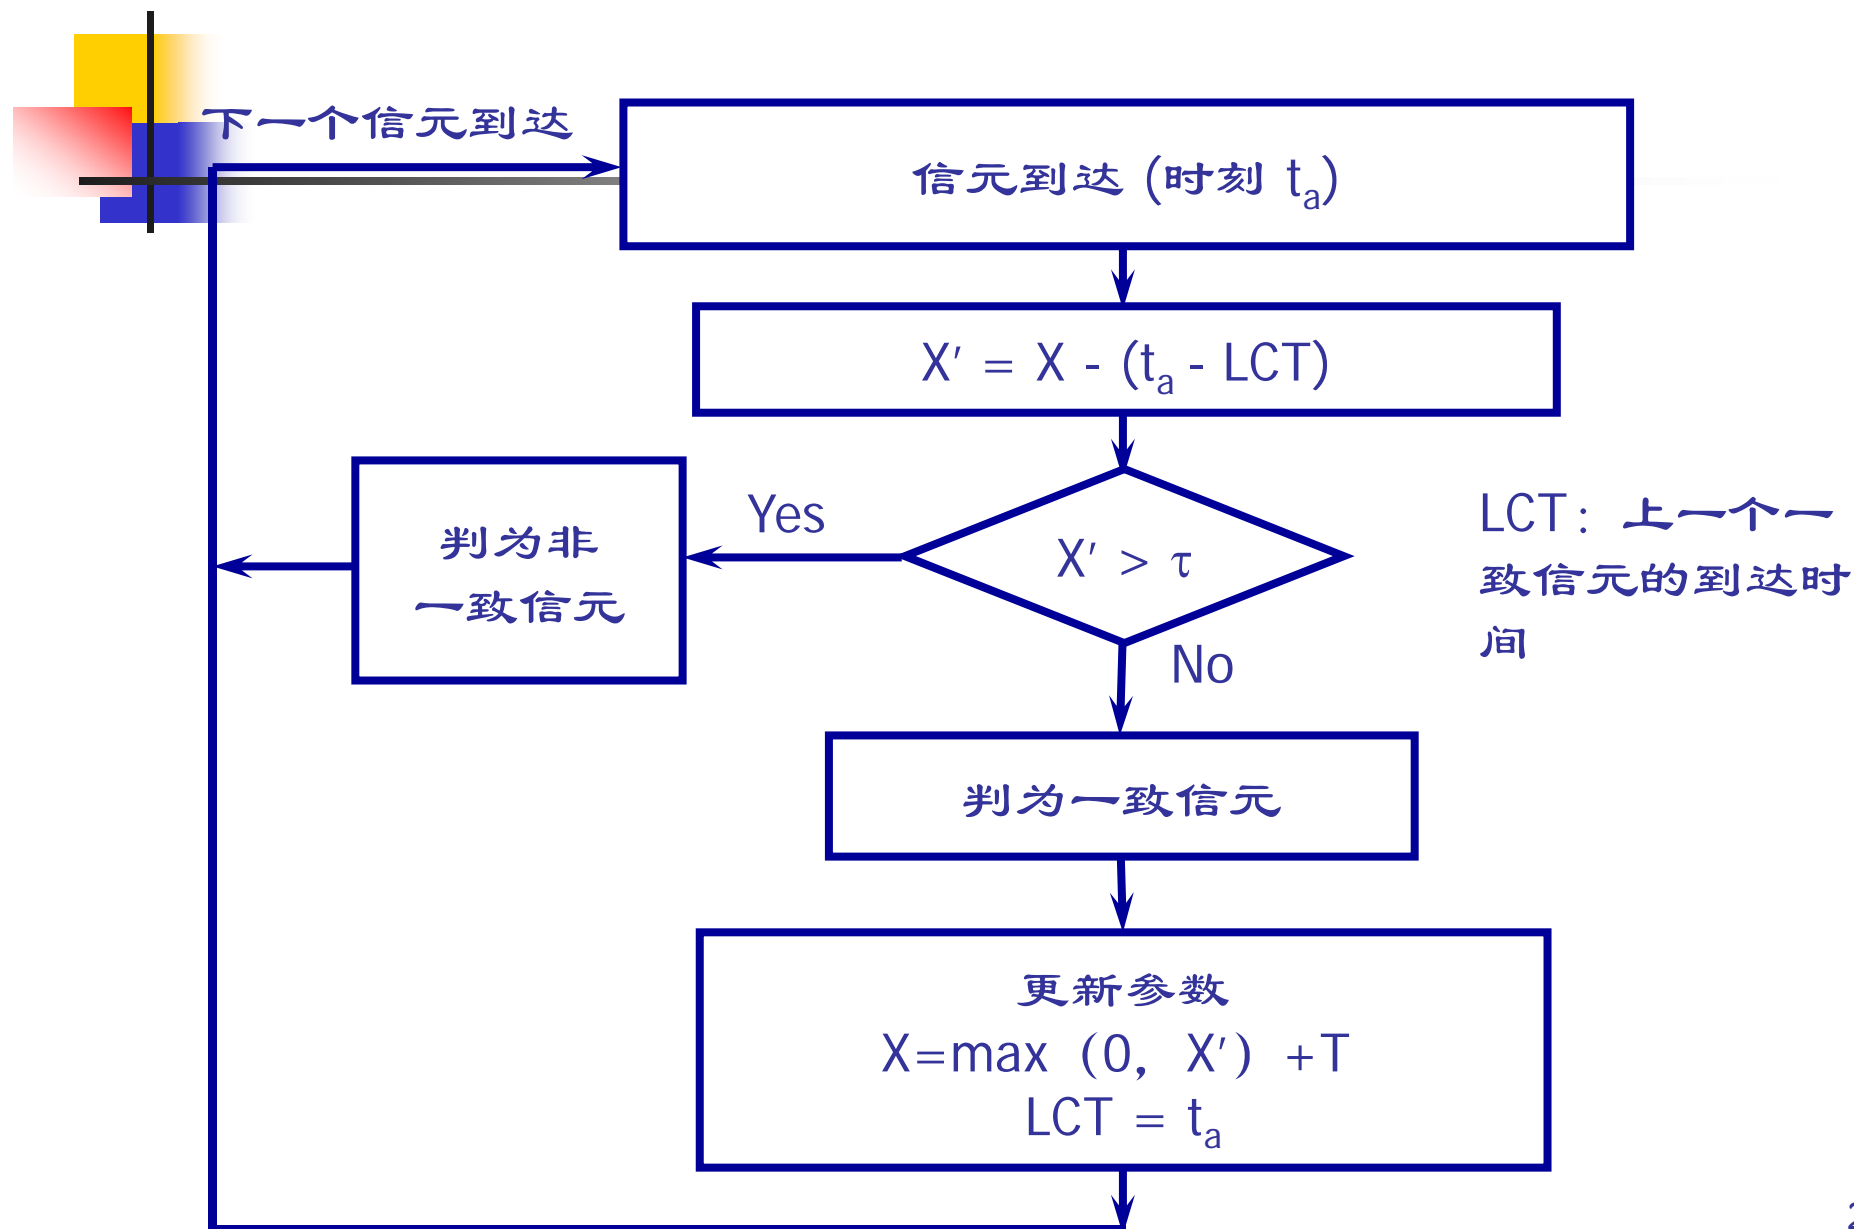 下一个信元到达
信元到达 (时刻 tₐ)
X′ = X - (tₐ - LCT)
Yes
X′ > τ
判为非
一致信元
LCT：上一个一
致信元的到达时
间
No
判为一致信元
更新参数
X=max（0，X′）+T
LCT = tₐ